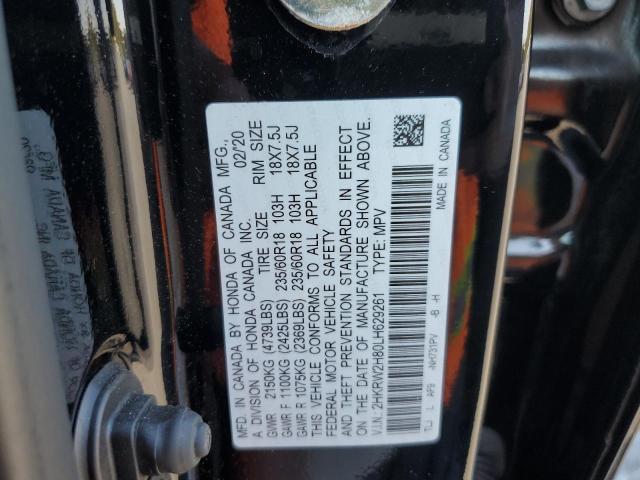 MFD. IN CANADA BY HONDA OF CANADA MFG.,
A DIVISION OF HONDA CANADA INC. 02/20
TIRE SIZE RIM SIZE
GVWR 2150KG (4739LBS)
GAWR F 1100KG (2425LBS) 235/60R18 103H 18X7.5J
GAWR R 1075KG (2369LBS) 235/60R18 103H 18X7.5J
THIS VEHICLE CONFORMS TO ALL APPLICABLE
FEDERAL MOTOR VEHICLE SAFETY
AND THEFT PREVENTION STANDARDS IN EFFECT
ON THE DATE OF MANUFACTURE SHOWN ABOVE.
V.I.N.: 2HKRW2H80LH629261 TYPE: MPV
TLJ L AP9 -NH731PV -B -H MADE IN CANADA